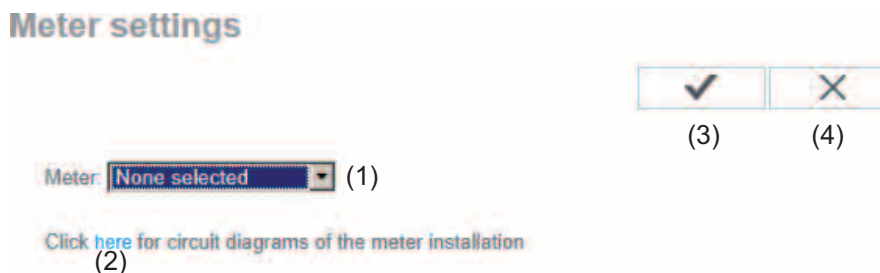 Meter settings
(3) (4)
Meter: None selected (1)
Click here for circuit diagrams of the meter installation
(2)